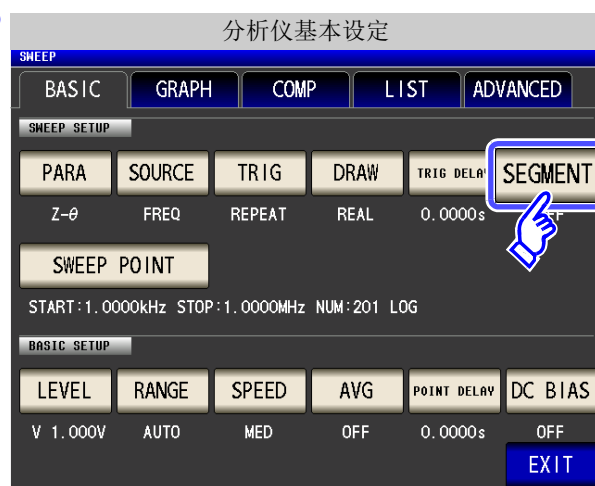 分析仪基本设定
SWEEP
BASIC GRAPH COMP LIST ADVANCED
SWEEP SETUP
PARA SOURCE TRIG DRAW TRIG DELAY SEGMENT
Z-θ FREQ REPEAT REAL 0.0000s
SWEEP POINT
START:1.0000kHz STOP:1.0000MHz NUM:201 LOG
BASIC SETUP
LEVEL RANGE SPEED AVG POINT DELAY DC BIAS
V 1.000V AUTO MED OFF 0.0000s OFF
EXIT